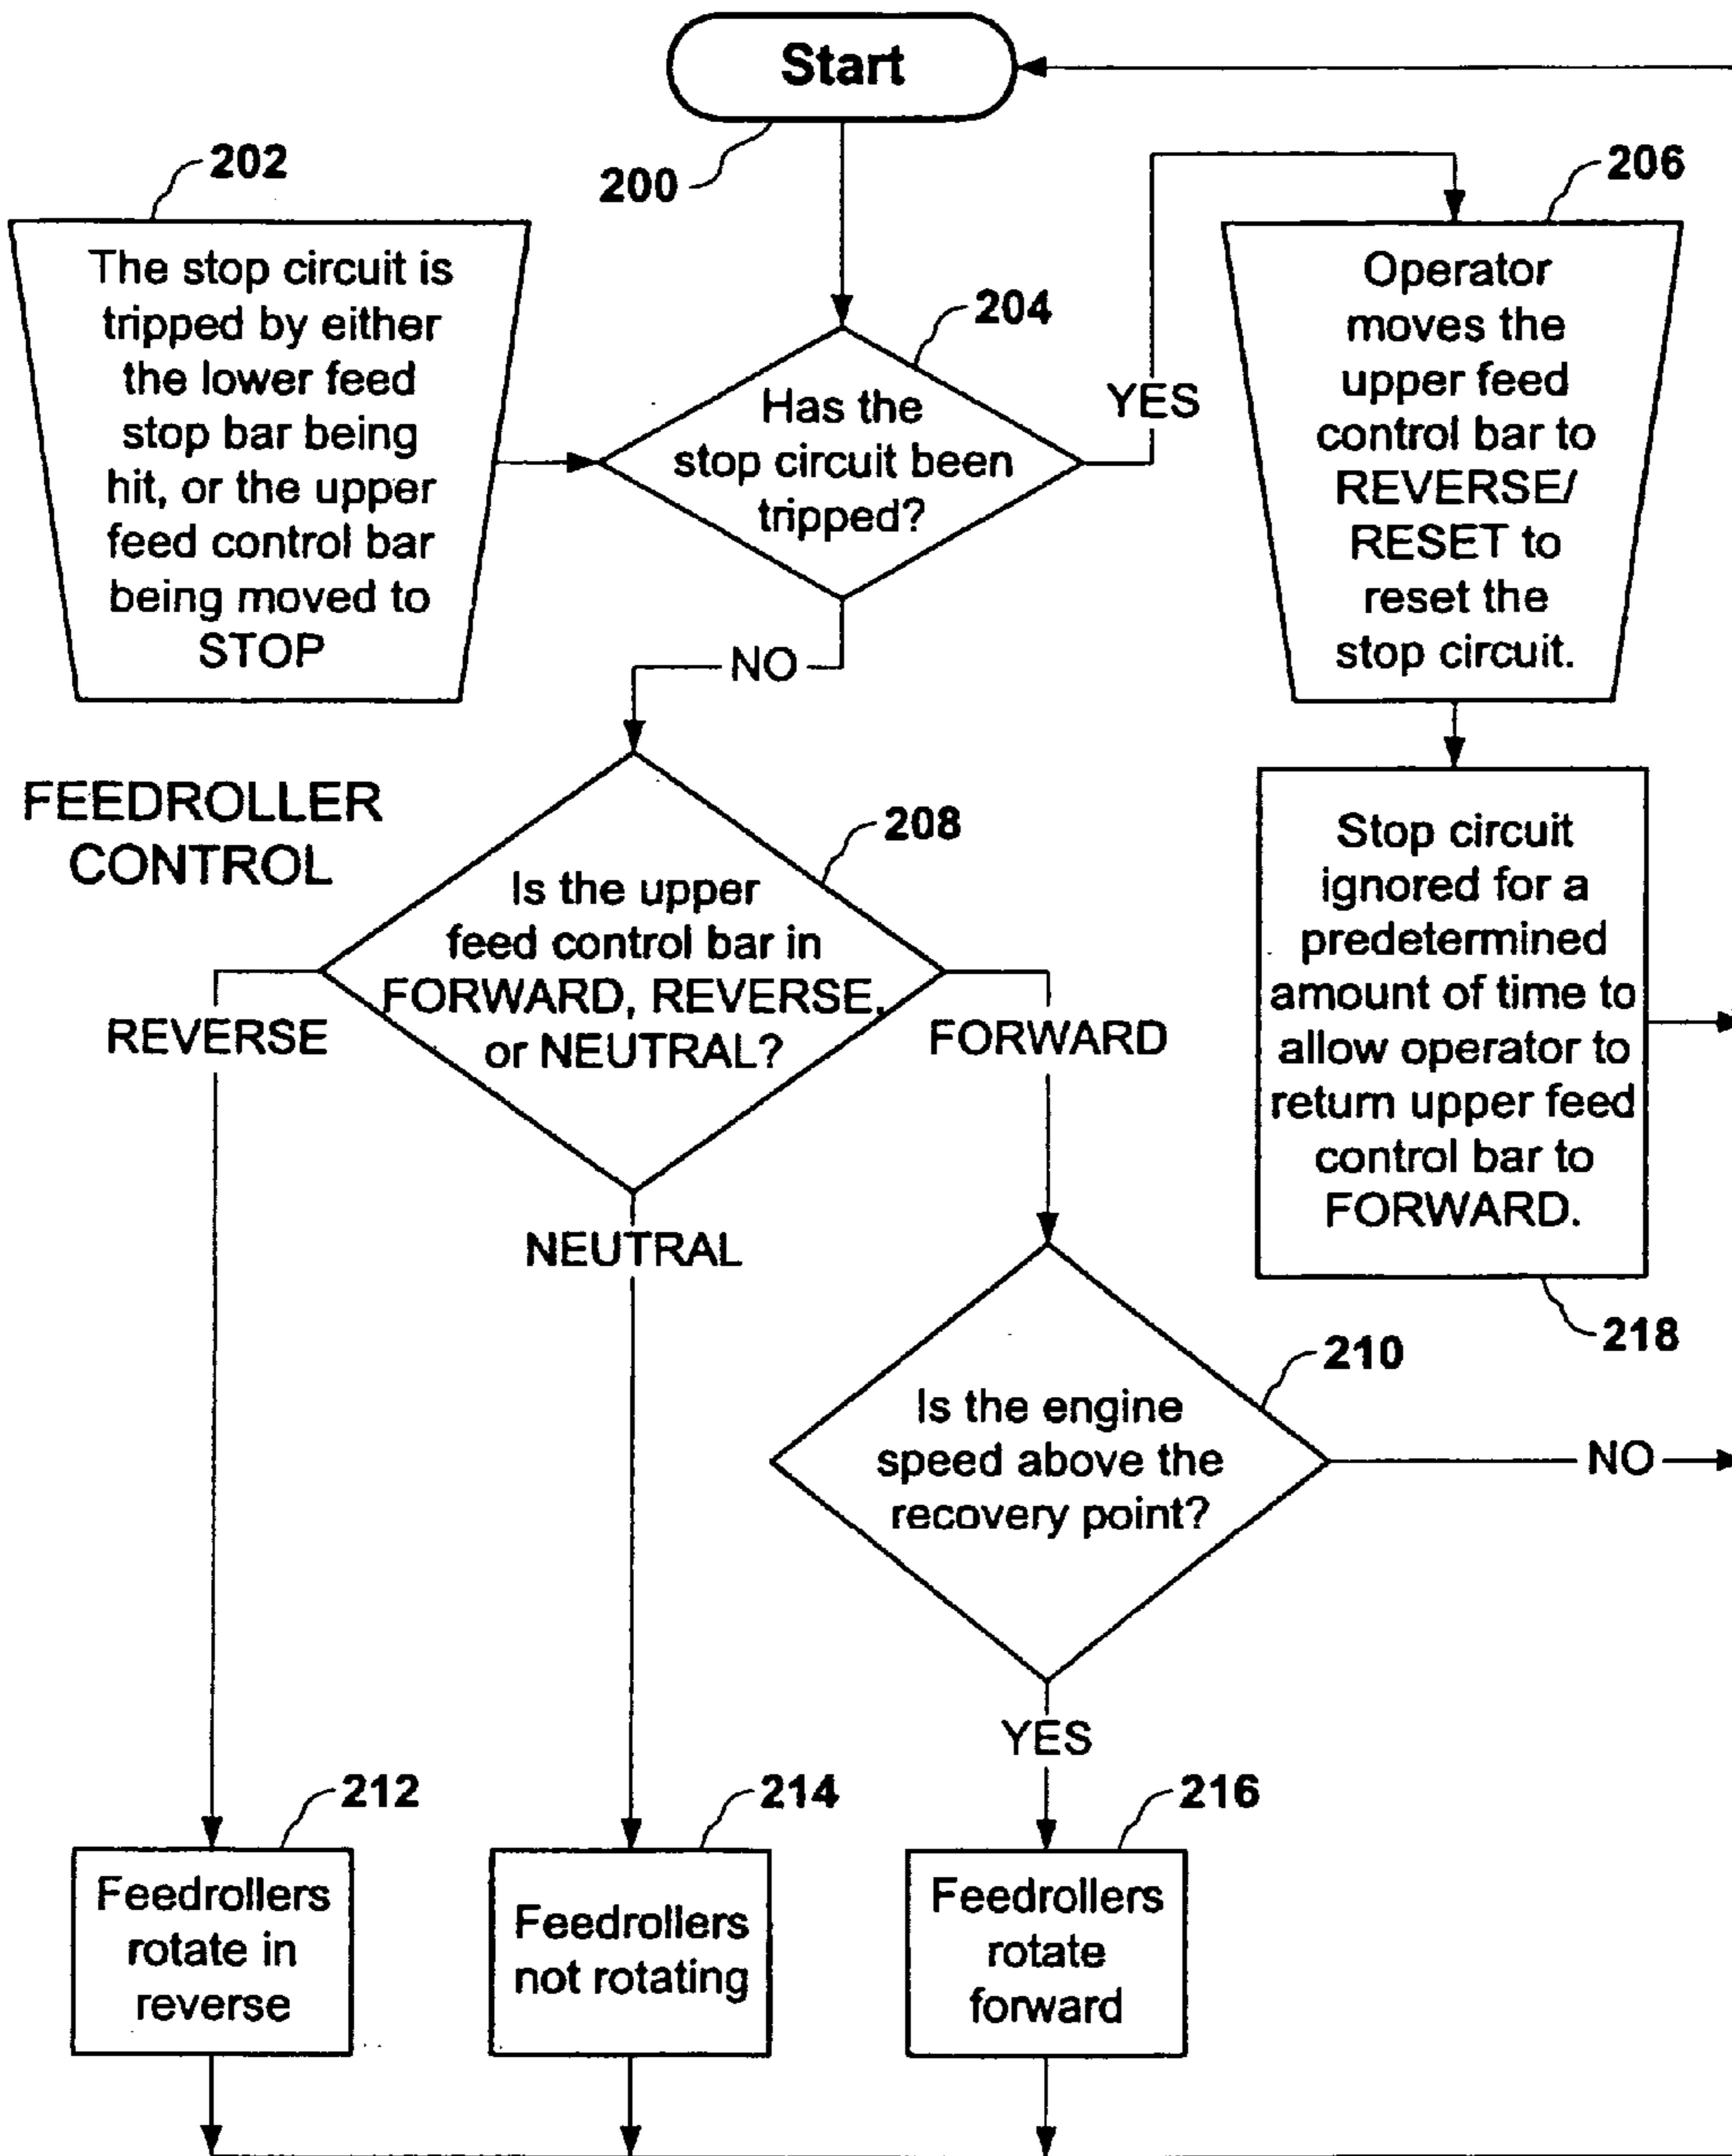 Start
200
202
The stop circuit is
tripped by either
the lower feed
stop bar being
hit, or the upper
feed control bar
being moved to
STOP
204
Has the
stop circuit been
tripped?
YES
NO
206
Operator
moves the
upper feed
control bar to
REVERSE/
RESET to
reset the
stop circuit.
FEEDROLLER
CONTROL
208
Is the upper
feed control bar in
FORWARD, REVERSE,
or NEUTRAL?
REVERSE
NEUTRAL
FORWARD
Stop circuit
ignored for a
predetermined
amount of time to
allow operator to
return upper feed
control bar to
FORWARD.
218
210
Is the engine
speed above the
recovery point?
NO
YES
212
Feedrollers
rotate in
reverse
214
Feedrollers
not rotating
216
Feedrollers
rotate
forward